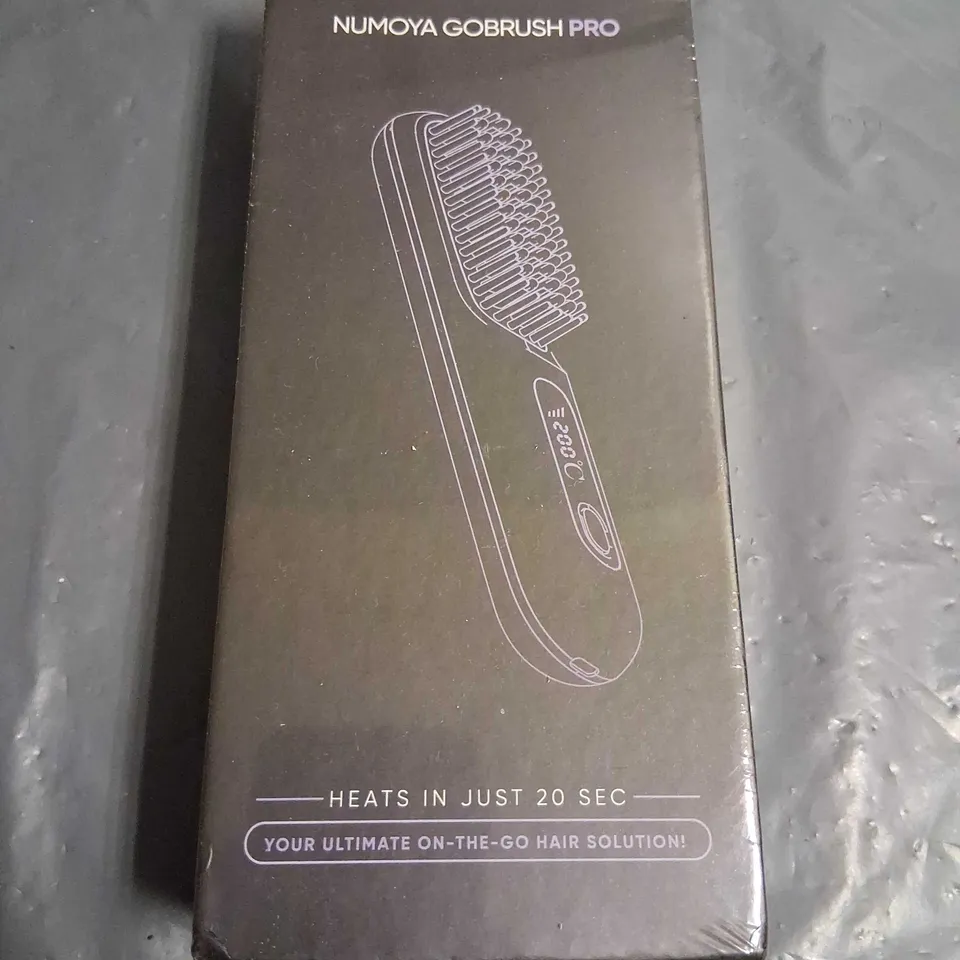 NUMOYA GOBRUSH PRO
200°C
HEATS IN JUST 20 SEC
YOUR ULTIMATE ON-THE-GO HAIR SOLUTION!